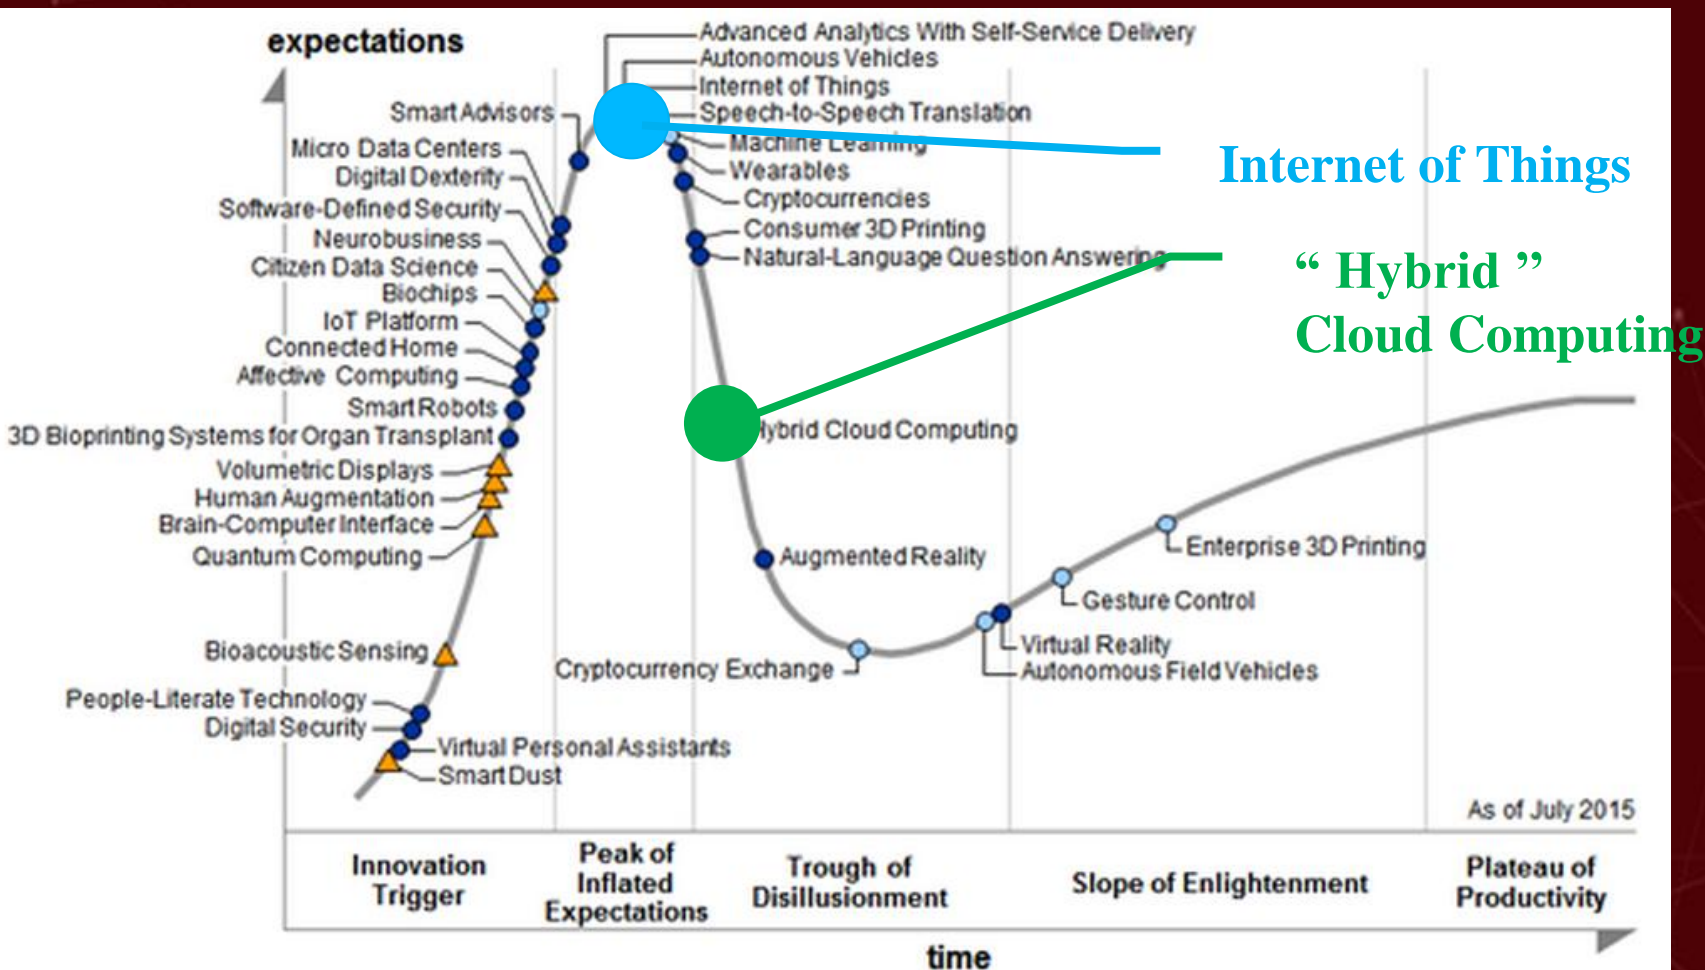 expectations
Advanced Analytics With Self-Service Delivery
Autonomous Vehicles
Internet of Things
Speech-to-Speech Translation
Machine Learning
Wearables
Cryptocurrencies
Consumer 3D Printing
Natural-Language Question Answering
Smart Advisors
Micro Data Centers
Digital Dexterity
Software-Defined Security
Neurobusiness
Citizen Data Science
Biochips
IoT Platform
Connected Home
Affective Computing
Smart Robots
3D Bioprinting Systems for Organ Transplant
Volumetric Displays
Human Augmentation
Brain-Computer Interface
Quantum Computing
Bioacoustic Sensing
People-Literate Technology
Digital Security
Virtual Personal Assistants
Smart Dust
Internet of Things
“ Hybrid ”
Cloud Computing
Hybrid Cloud Computing
Augmented Reality
Cryptocurrency Exchange
Enterprise 3D Printing
Gesture Control
Virtual Reality
Autonomous Field Vehicles
As of July 2015
Innovation
Trigger
Peak of
Inflated
Expectations
Trough of
Disillusionment
Slope of Enlightenment
Plateau of
Productivity
time